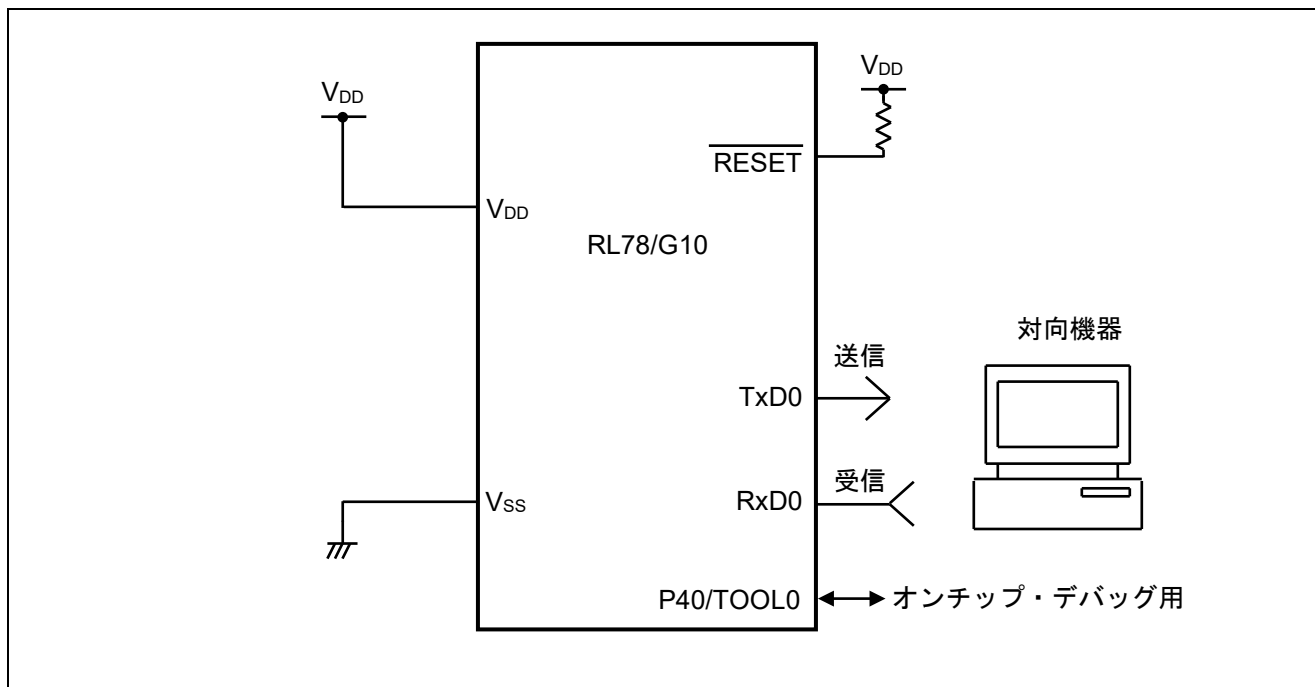 VDD
VDD
RESET
VDD
RL78/G10
対向機器
送信
TxD0
受信
RxD0
VSS
P40/TOOL0
オンチップ・デバッグ用